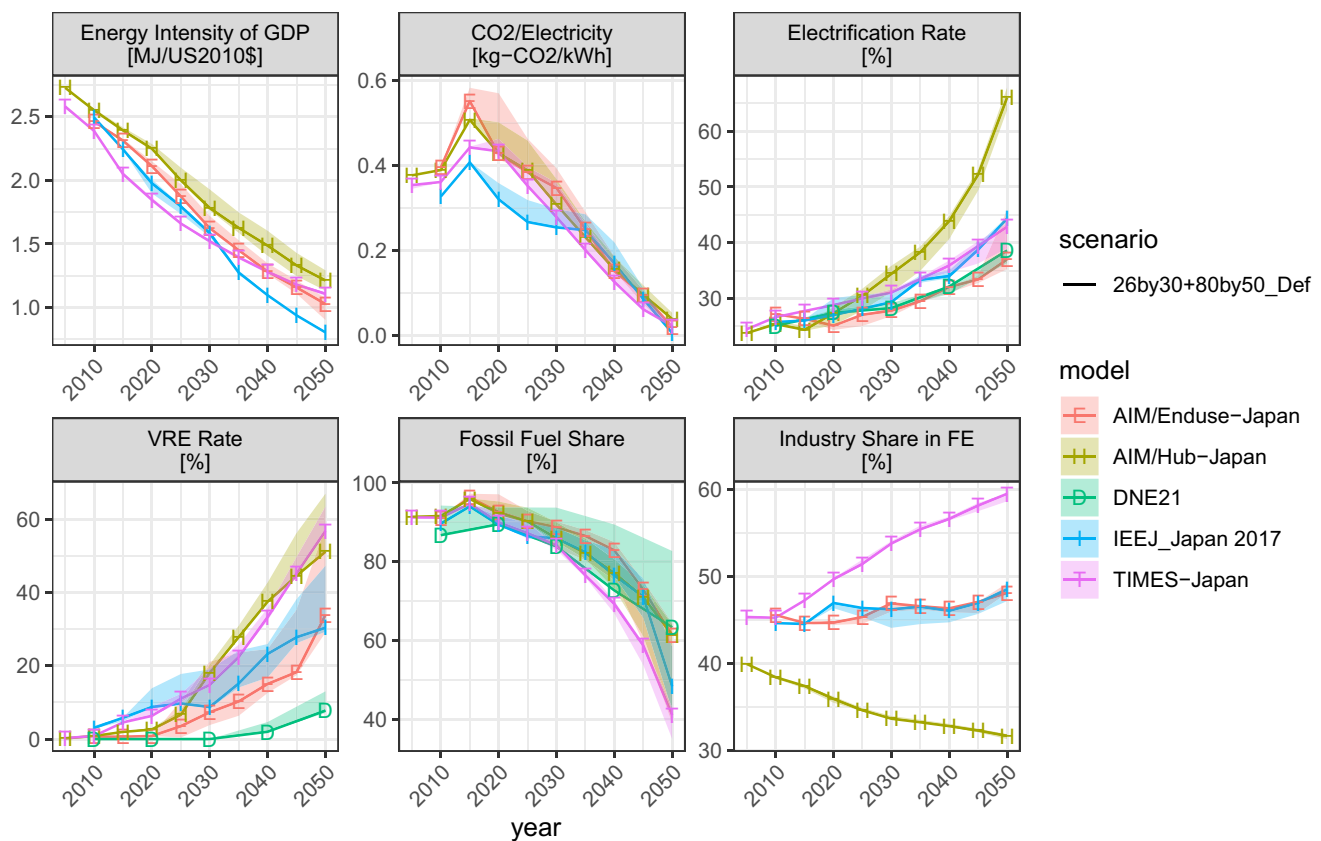 Energy Intensity of GDP
[MJ/US2010$]
CO2/Electricity
[kg−CO2/kWh]
Electrification Rate
[%]
2.5
2.0
1.5
1.0
0.6
0.4
0.2
0.0
60
50
40
30
2010 2020 2030 2040 2050
2010 2020 2030 2040 2050
2010 2020 2030 2040 2050
VRE Rate
[%]
Fossil Fuel Share
[%]
Industry Share in FE
[%]
60
40
20
0
100
80
60
40
60
50
40
30
2010 2020 2030 2040 2050
2010 2020 2030 2040 2050
2010 2020 2030 2040 2050
year
scenario
26by30+80by50_Def
model
E AIM/Enduse−Japan
H AIM/Hub−Japan
D DNE21
I IEEJ_Japan 2017
T TIMES−Japan